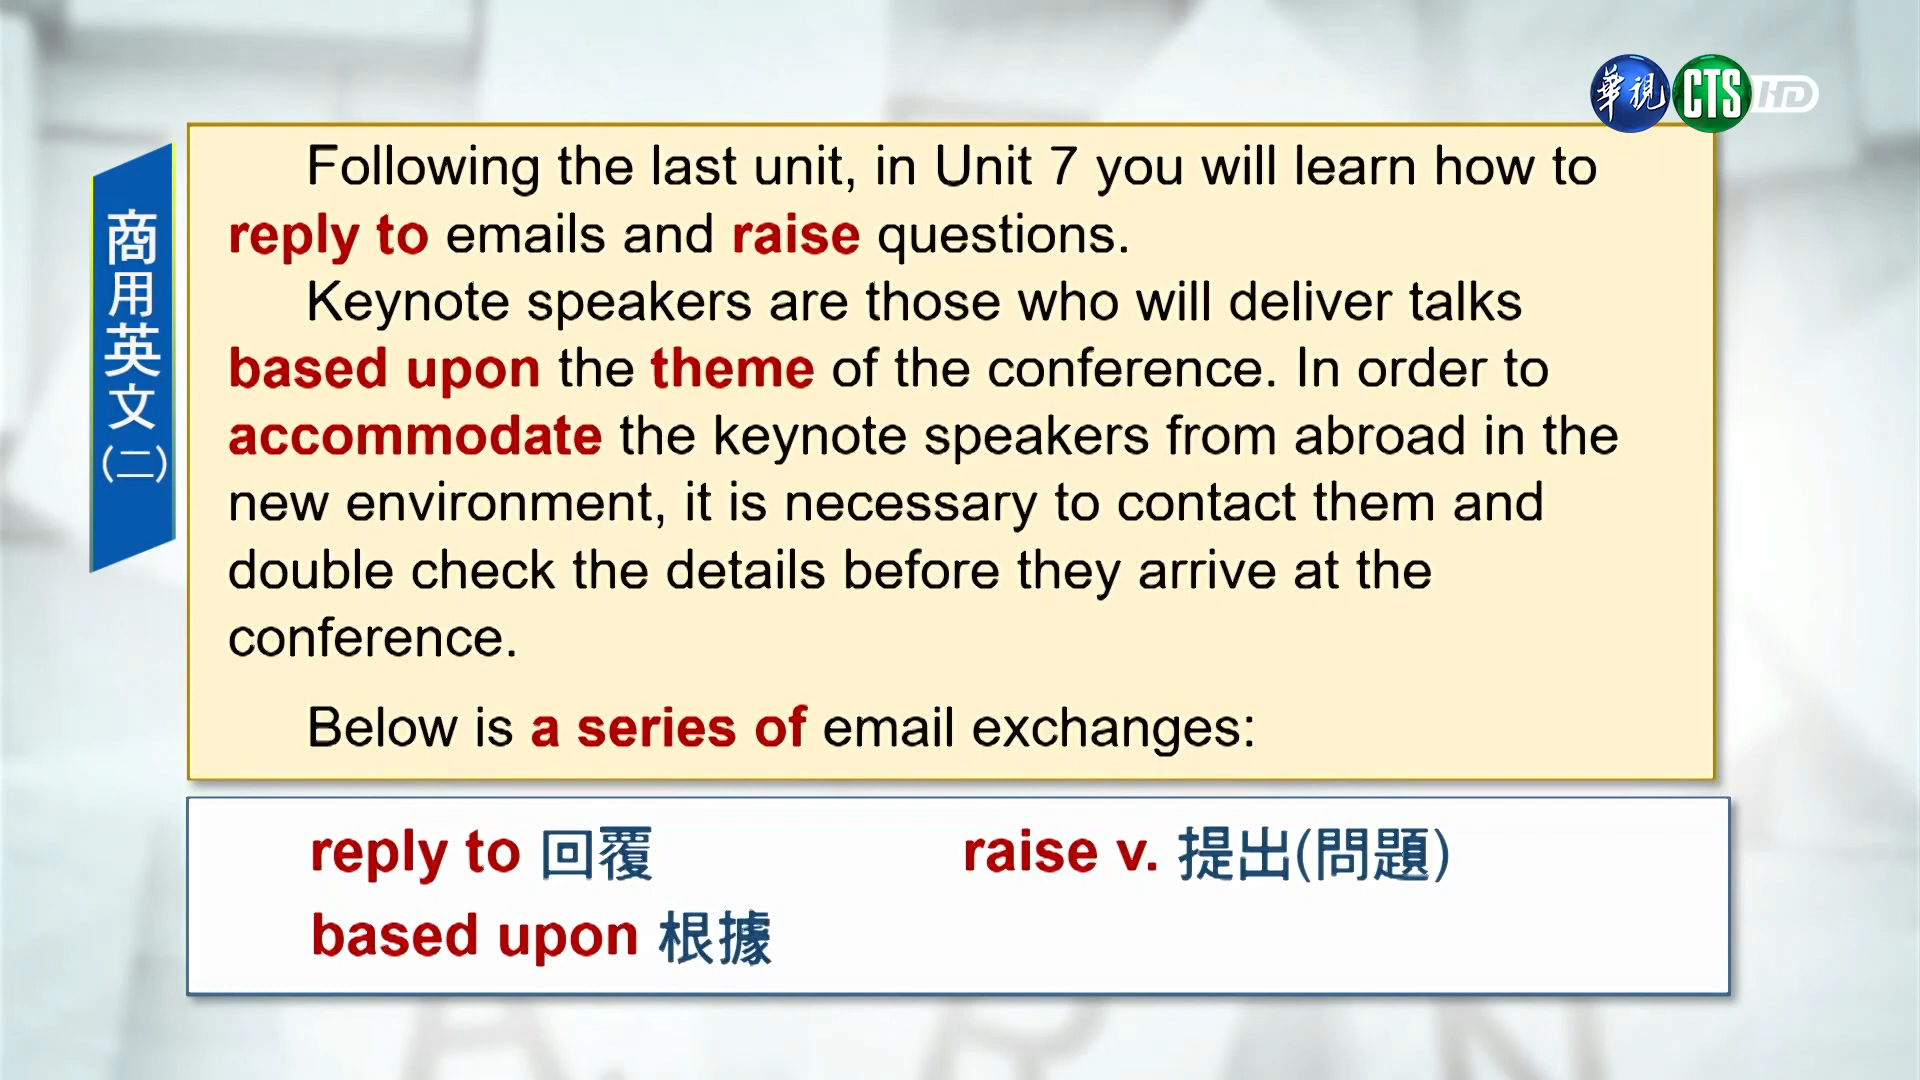 華視 CTS HD
商用英文(二)
Following the last unit, in Unit 7 you will learn how to
reply to emails and raise questions.
Keynote speakers are those who will deliver talks
based upon the theme of the conference. In order to
accommodate the keynote speakers from abroad in the
new environment, it is necessary to contact them and
double check the details before they arrive at the
conference.
Below is a series of email exchanges:
reply to 回覆
raise v. 提出(問題)
based upon 根據